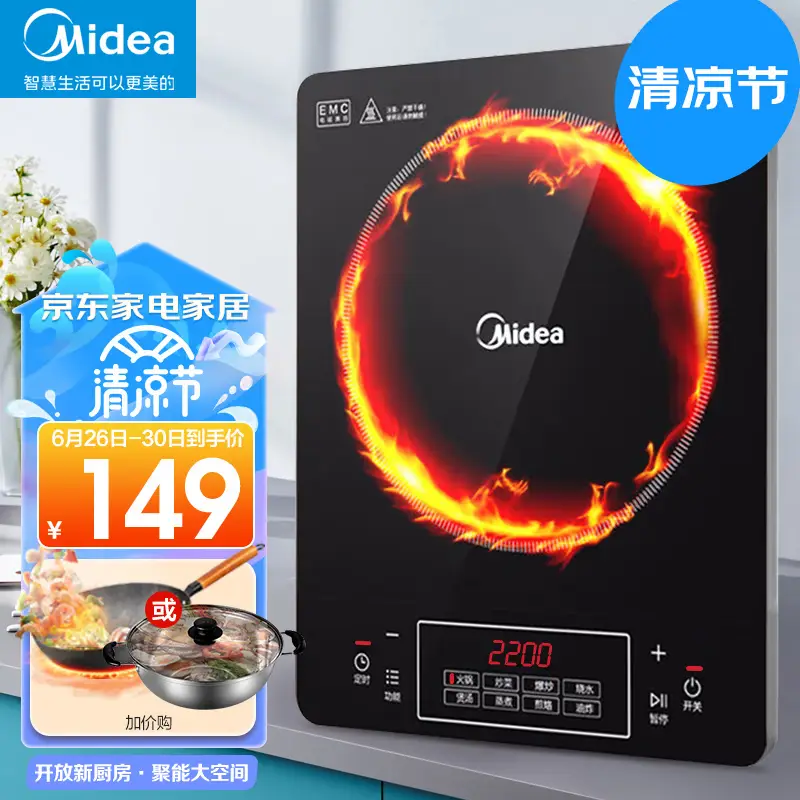 Midea
智慧生活可以更美的
清凉节
EMC
Midea
京东家电家居
清凉节
6月26日-30日到手价
¥149
或
加价购
开放新厨房·聚能大空间
2200
火锅 炒菜 爆炒 烧水
煲汤 蒸煮 煎烙 油炸
定时
功能
−
+
暂停
开关